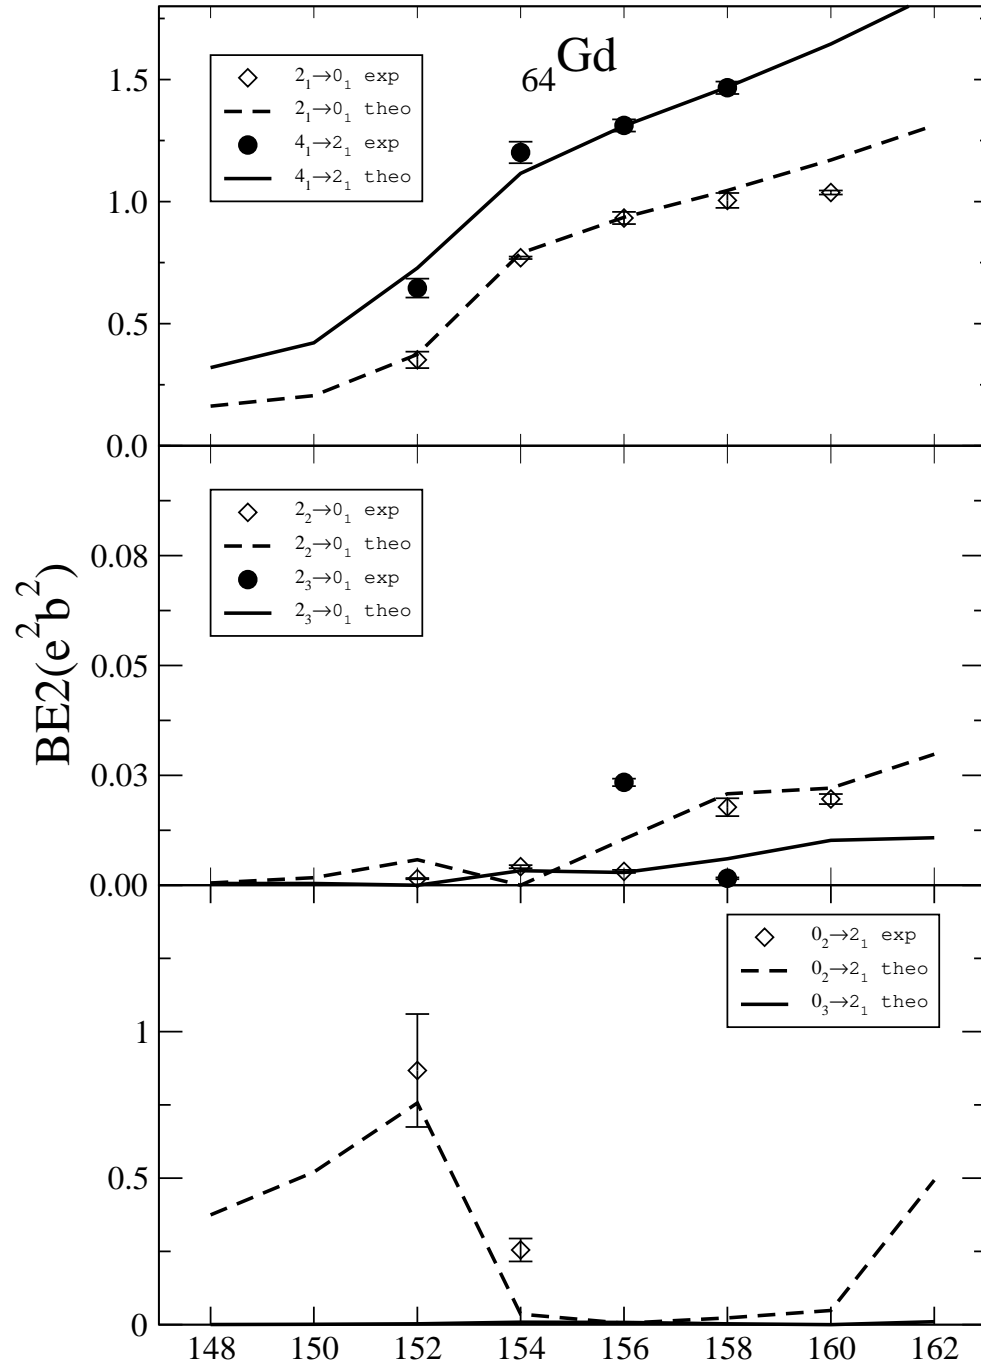 ₆₄Gd
1.5
1.0
0.5
0.0
2₁→0₁ exp
2₁→0₁ theo
4₁→2₁ exp
4₁→2₁ theo
BE2(e²b²)
0.08
0.05
0.03
0.00
2₂→0₁ exp
2₂→0₁ theo
2₃→0₁ exp
2₃→0₁ theo
1
0.5
0
0₂→2₁ exp
0₂→2₁ theo
0₃→2₁ theo
148 150 152 154 156 158 160 162